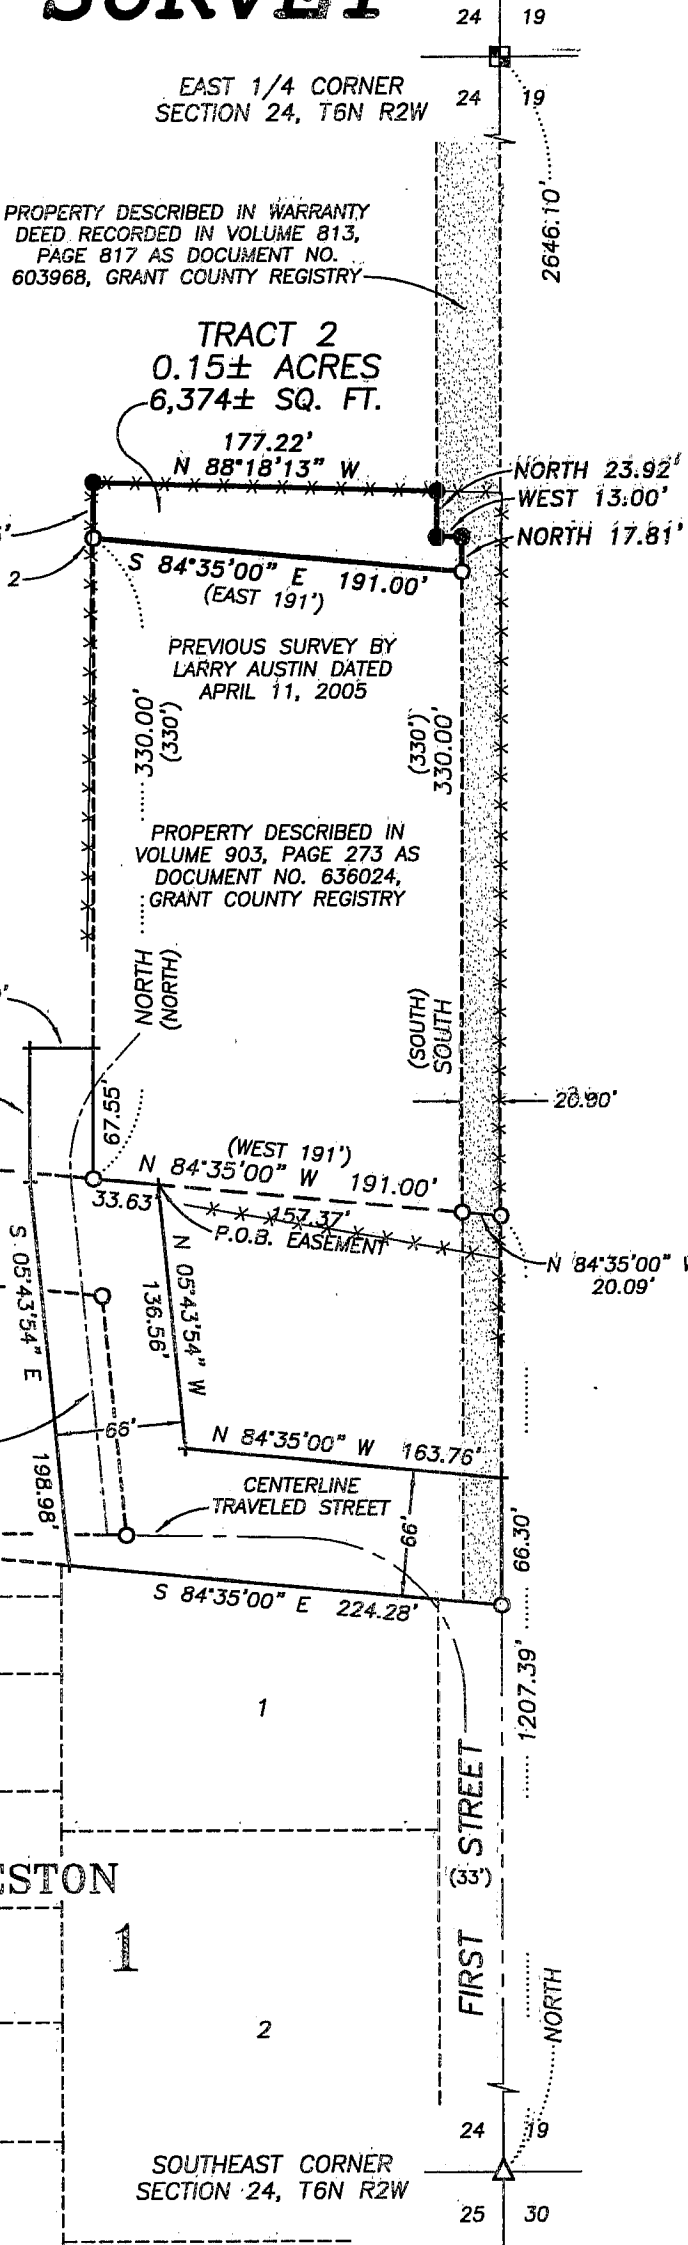 SURVEY
24 19
EAST 1/4 CORNER
SECTION 24, T6N R2W
24 19
2646.10'
PROPERTY DESCRIBED IN WARRANTY
DEED RECORDED IN VOLUME 813,
PAGE 817 AS DOCUMENT NO.
603968, GRANT COUNTY REGISTRY
TRACT 2
0.15± ACRES
6,374± SQ. FT.
177.22'
N 88°18'13" W
NORTH 23.92'
WEST 13.00'
NORTH 17.81'
2
S 84°35'00" E 191.00'
(EAST 191')
PREVIOUS SURVEY BY
LARRY AUSTIN DATED
APRIL 11, 2005
330.00'
(330')
(330')
330.00'
PROPERTY DESCRIBED IN
VOLUME 903, PAGE 273 AS
DOCUMENT NO. 636024,
GRANT COUNTY REGISTRY
NORTH
(NORTH)
(SOUTH)
SOUTH
20.00'
67.55'
(WEST 191')
N 84°35'00" W 191.00'
33.63'
157.37'
P.O.B. EASEMENT
N 84°35'00" W
20.09'
S 05°43'54" E
198.98'
N 05°43'54" W
136.56'
66'
N 84°35'00" W 163.76'
CENTERLINE
TRAVELED STREET
66'
66.30'
S 84°35'00" E 224.28'
1207.39'
1
FIRST STREET
(33')
ESTON
1
2
NORTH
24 19
SOUTHEAST CORNER
SECTION 24, T6N R2W
25 30